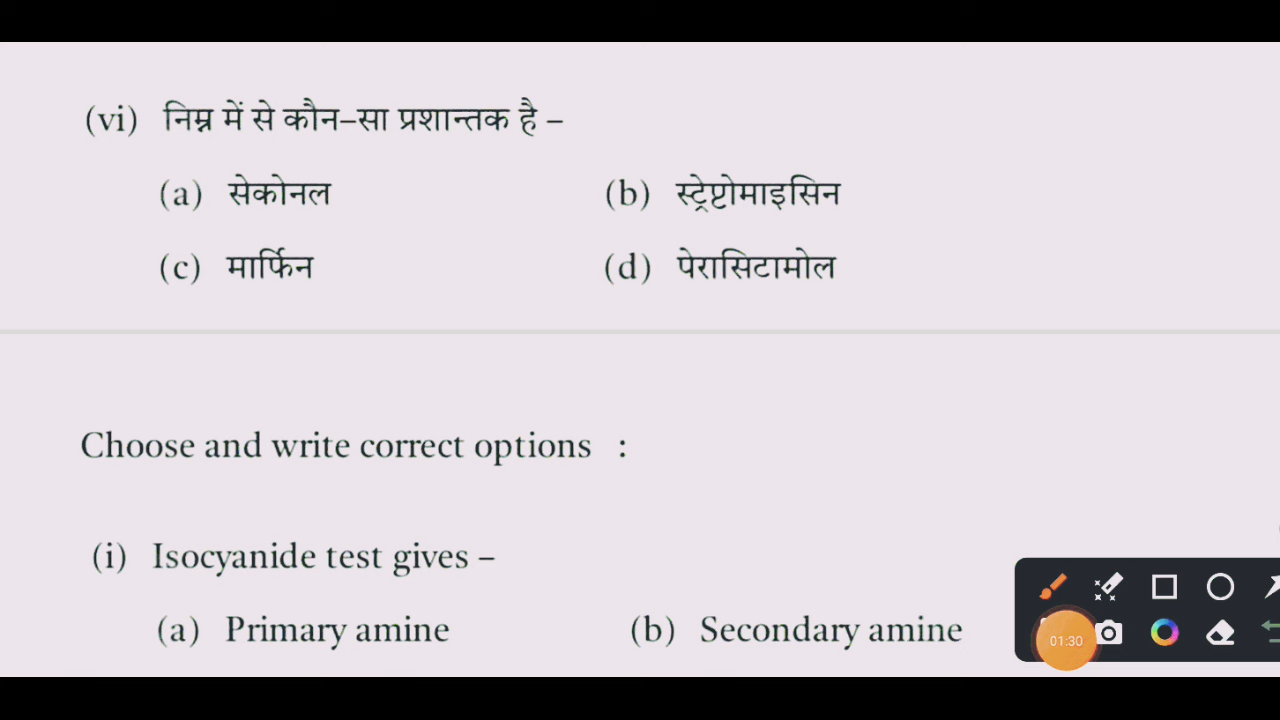 (vi) निम्न में से कौन–सा प्रशान्तक है –
(a) सेकोनल (b) स्ट्रेप्टोमाइसिन
(c) मार्फिन (d) पेरासिटामोल
Choose and write correct options :
(i) Isocyanide test gives –
(a) Primary amine (b) Secondary amine
01:30